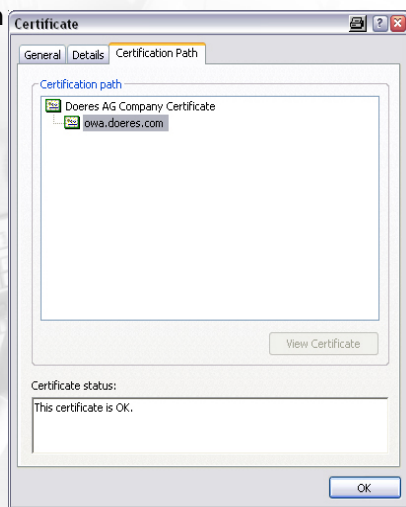 Certificate
General Details Certification Path
Certification path
Doeres AG Company Certificate
owa.doeres.com
View Certificate
Certificate status:
This certificate is OK.
OK